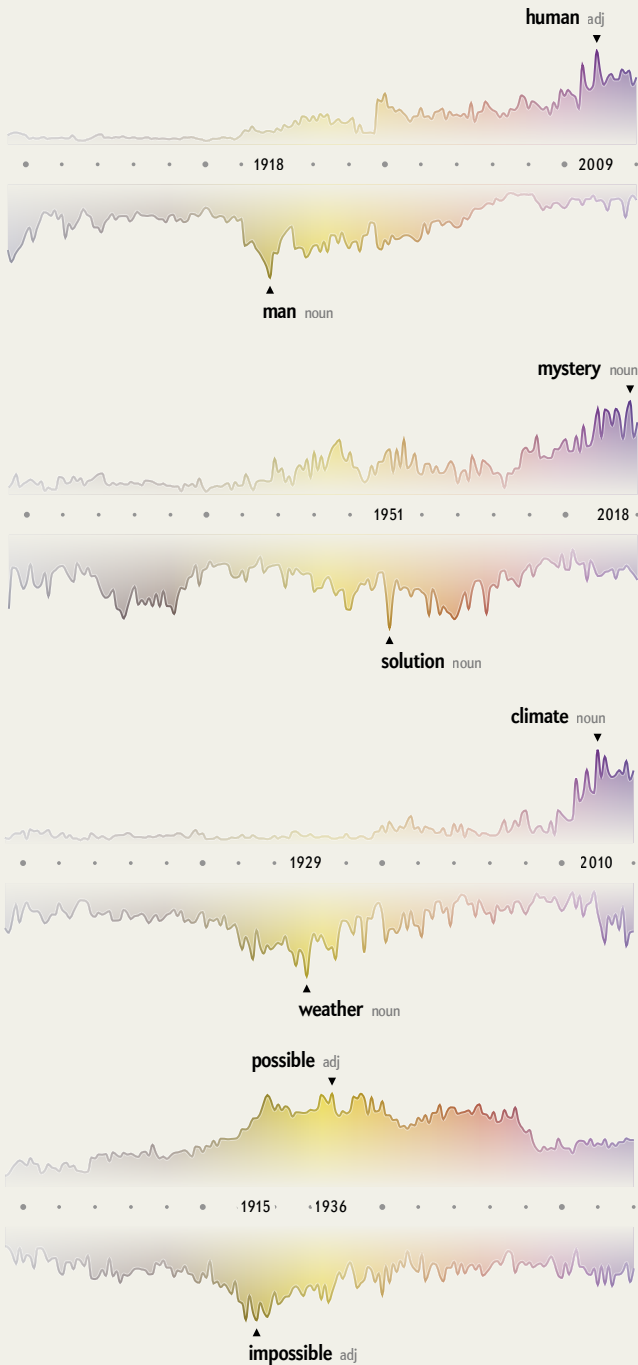 human adj
1918 2009
man noun
mystery noun
1951 2018
solution noun
climate noun
1929 2010
weather noun
possible adj
1915 1936
impossible adj